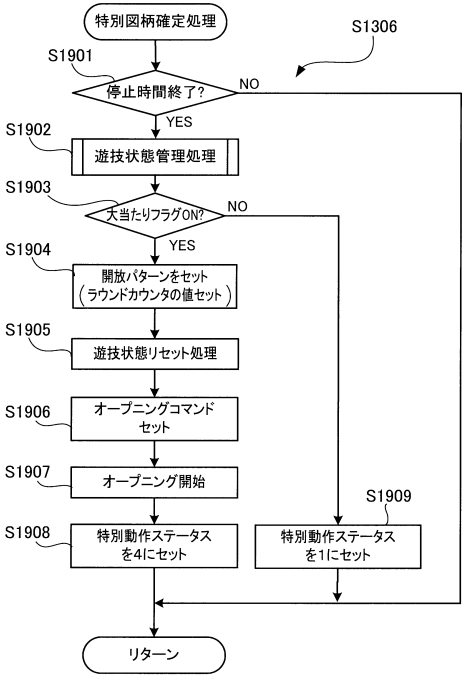 特別図柄確定処理
S1306
S1901
停止時間終了?
NO
YES
S1902
遊技状態管理処理
S1903
大当たりフラグON?
NO
YES
S1904
開放パターンをセット
(ラウンドカウンタの値セット)
S1905
遊技状態リセット処理
S1906
オープニングコマンド
セット
S1907
オープニング開始
S1908
特別動作ステータス
を4にセット
S1909
特別動作ステータス
を1にセット
リターン